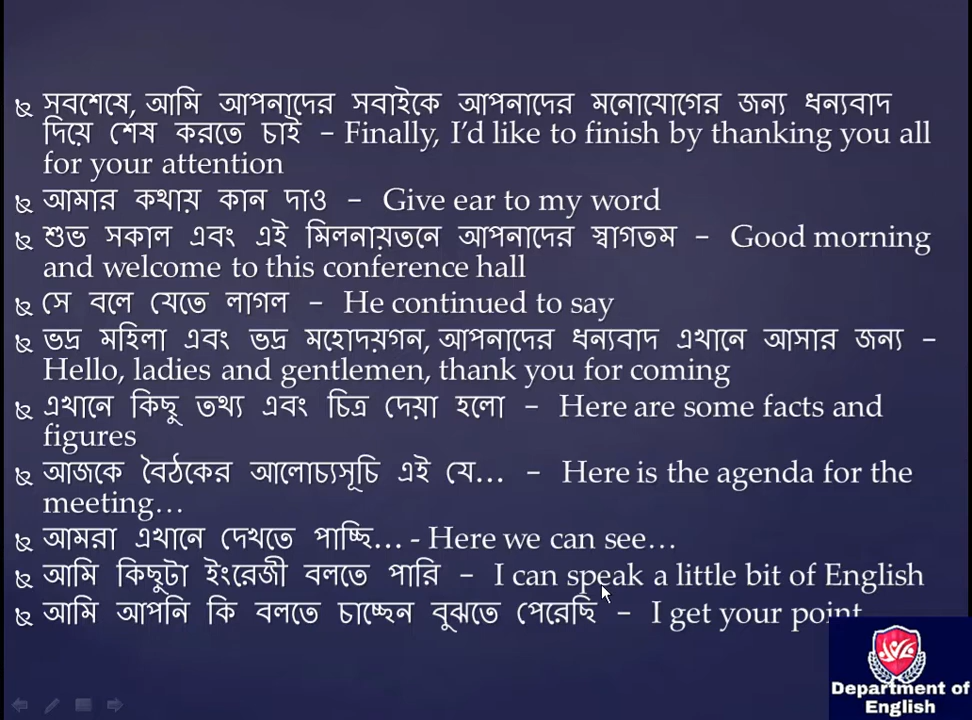 সবশেষে, আমি আপনাদের সবাইকে আপনাদের মনোযোগের জন্য ধন্যবাদ
দিয়ে শেষ করতে চাই – Finally, I'd like to finish by thanking you all
for your attention
আমার কথায় কান দাও – Give ear to my word
শুভ সকাল এবং এই মিলনায়তনে আপনাদের স্বাগতম – Good morning
and welcome to this conference hall
সে বলে যেতে লাগল – He continued to say
ভদ্র মহিলা এবং ভদ্র মহোদয়গন, আপনাদের ধন্যবাদ এখানে আসার জন্য –
Hello, ladies and gentlemen, thank you for coming
এখানে কিছু তথ্য এবং চিত্র দেয়া হলো – Here are some facts and
figures
আজকে বৈঠকের আলোচ্যসূচি এই যে... – Here is the agenda for the
meeting...
আমরা এখানে দেখতে পাচ্ছি... - Here we can see...
আমি কিছুটা ইংরেজী বলতে পারি – I can speak a little bit of English
আমি আপনি কি বলতে চাচ্ছেন বুঝতে পেরেছি – I get your point
Department of
English